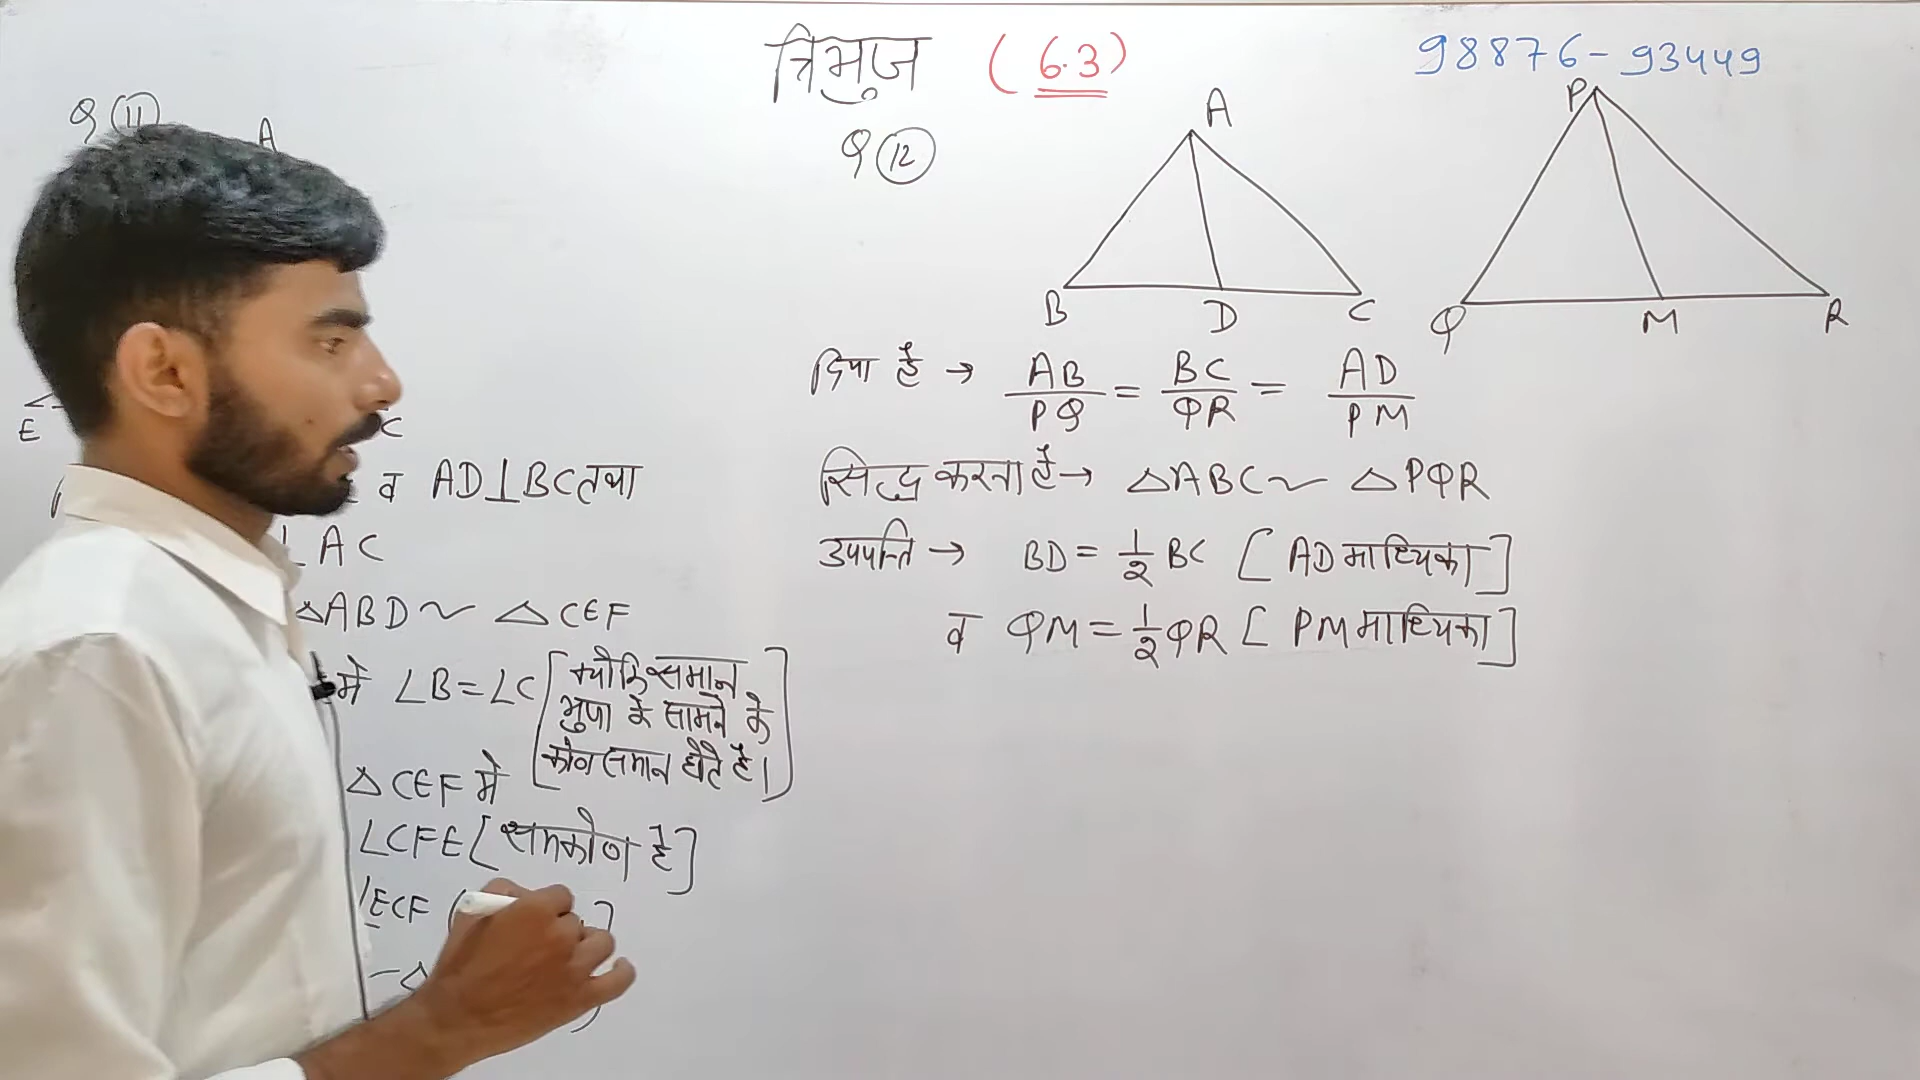 त्रिभुज (6.3)
98876-93449
Q 11
A
E
C
व AD⊥BC तथा
⊥AC
△ABD ~ △CEF
में ∠B=∠C [क्योंकि समान
भुजा के सामने के
कोण समान होते है।]
△CEF में
∠CFE [समकोण है]
∠ECF
~△
Q 12
A
B D C
P
Q M R
दिया है → AB/PQ = BC/QR = AD/PM
सिद्ध करना है → △ABC ~ △PQR
उपपत्ति → BD = 1/2 BC [AD माध्यिका]
व QM = 1/2 QR [PM माध्यिका]